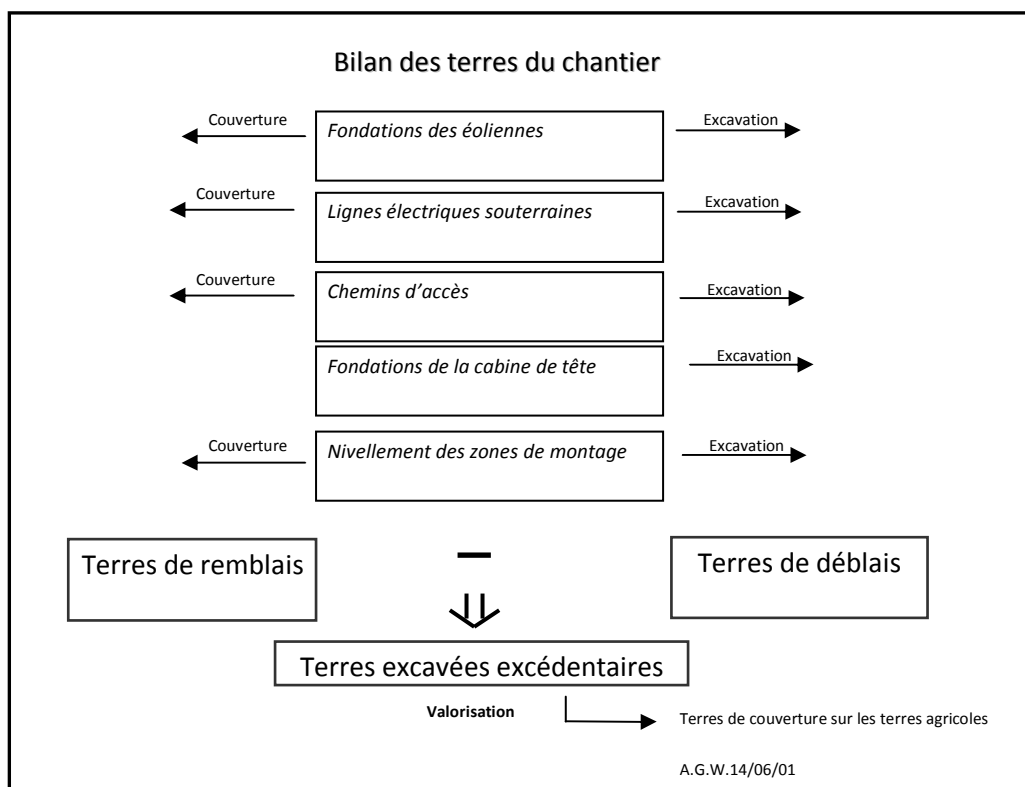 Bilan des terres du chantier
Couverture
Fondations des éoliennes
Excavation
Couverture
Lignes électriques souterraines
Excavation
Couverture
Chemins d’accès
Excavation
Fondations de la cabine de tête
Excavation
Couverture
Nivellement des zones de montage
Excavation
Terres de remblais
Terres de déblais
Terres excavées excédentaires
Valorisation
Terres de couverture sur les terres agricoles
A.G.W.14/06/01